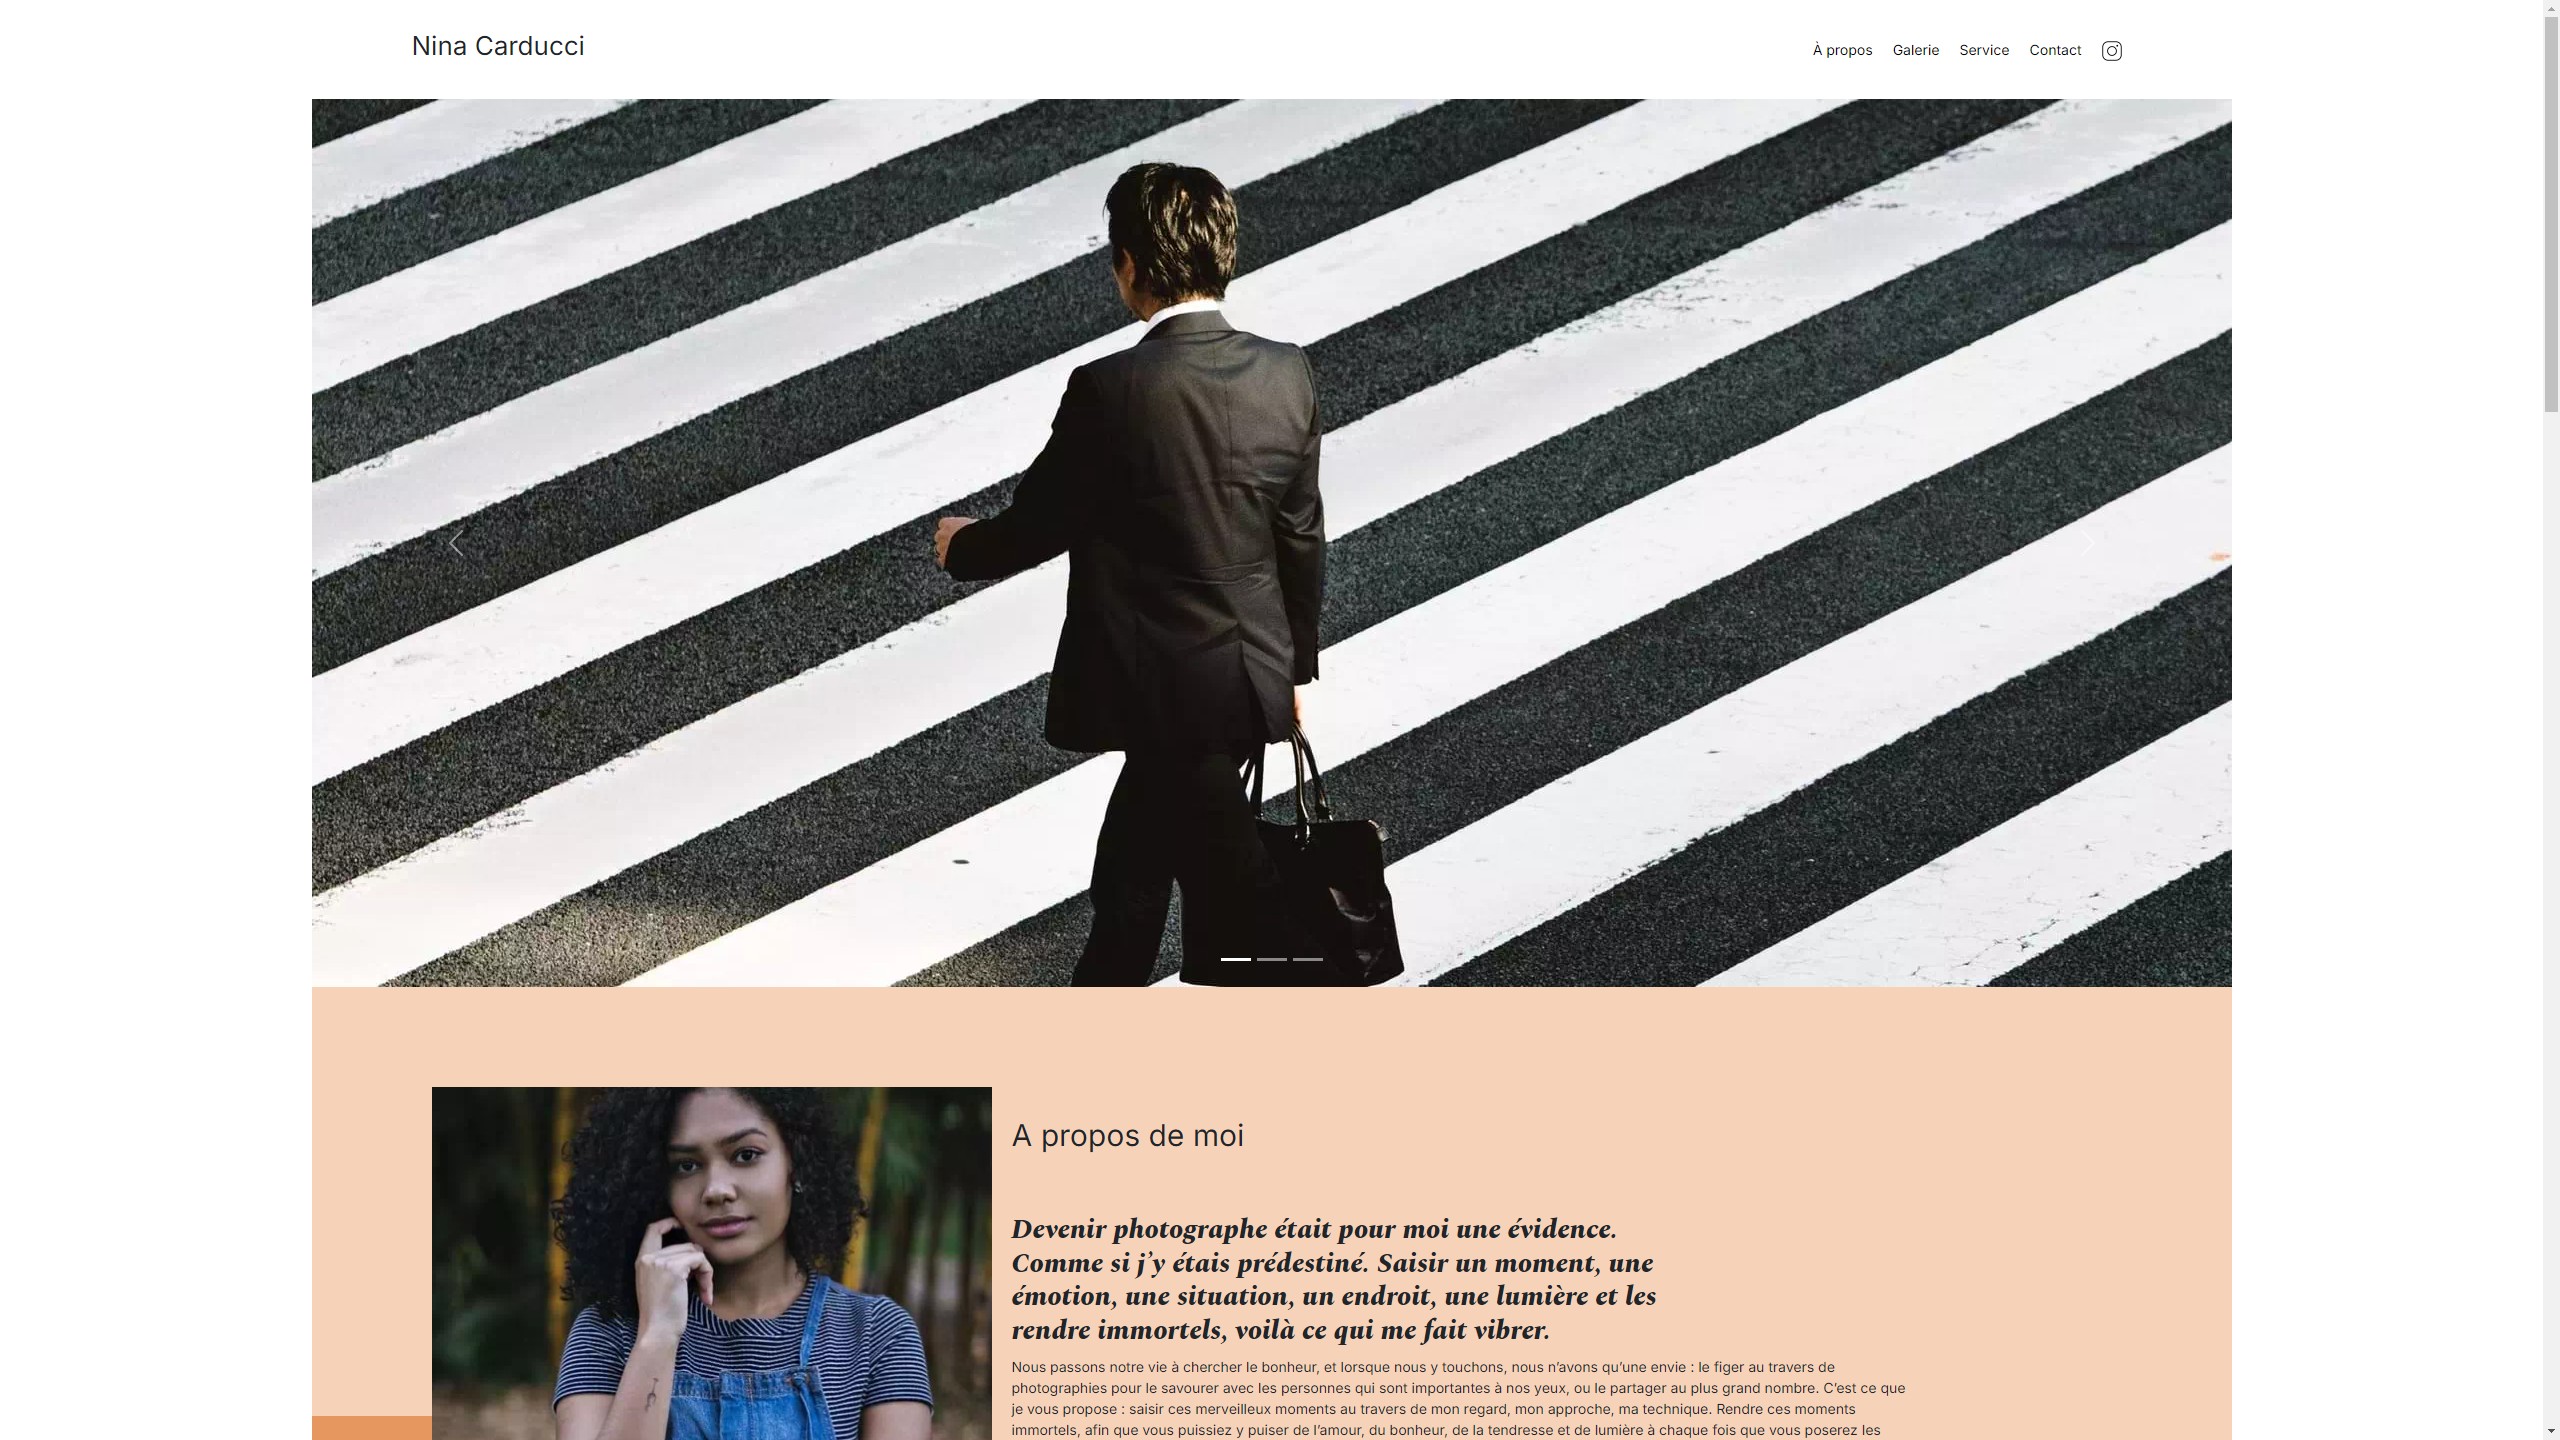 Nina Carducci
À propos Galerie Service Contact
A propos de moi
Devenir photographe était pour moi une évidence.
Comme si j’y étais prédestiné. Saisir un moment, une
émotion, une situation, un endroit, une lumière et les
rendre immortels, voilà ce qui me fait vibrer.
Nous passons notre vie à chercher le bonheur, et lorsque nous y touchons, nous n’avons qu’une envie : le figer au travers de
photographies pour le savourer avec les personnes qui sont importantes à nos yeux, ou le partager au plus grand nombre. C’est ce que
je vous propose : saisir ces merveilleux moments au travers de mon regard, mon approche, ma technique. Rendre ces moments
immortels, afin que vous puissiez y puiser de l’amour, du bonheur, de la tendresse et de lumière à chaque fois que vous poserez les